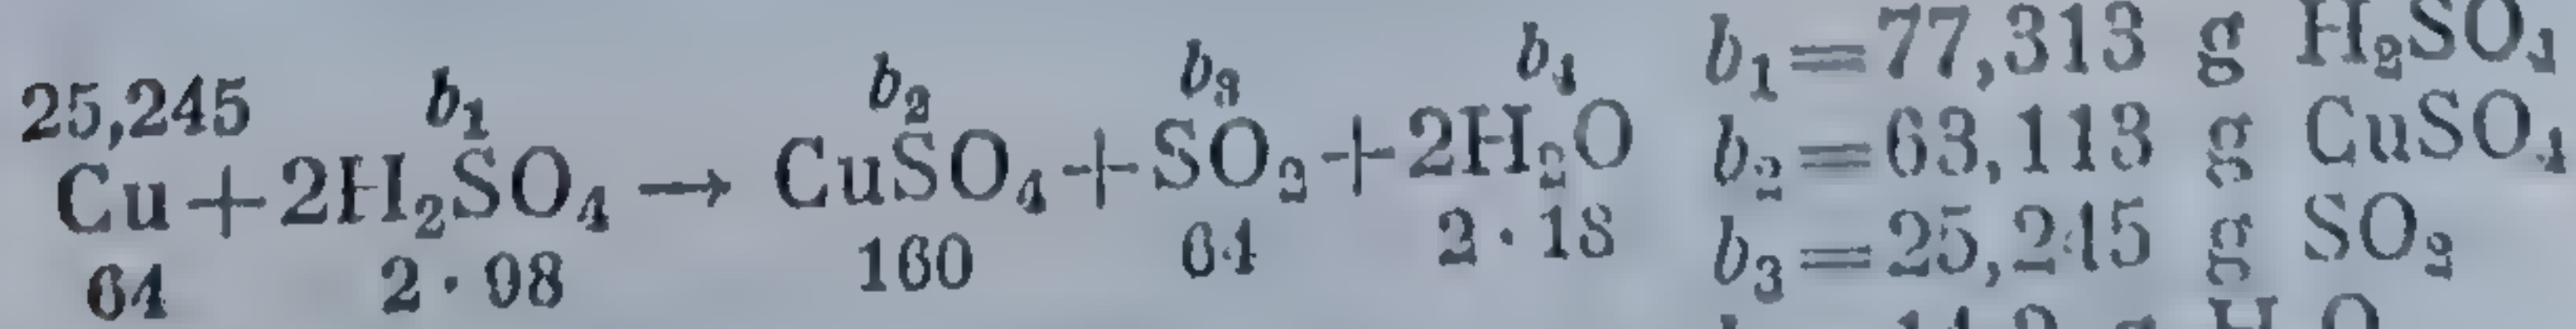 25,245 b₁ b₂ b₃ b₄
Cu+2H₂SO₄ → CuSO₄+SO₂+2H₂O
64 2·98 160 64 2·18
b₁=77,313 g H₂SO₄
b₂=63,113 g CuSO₄
b₃=25,245 g SO₂